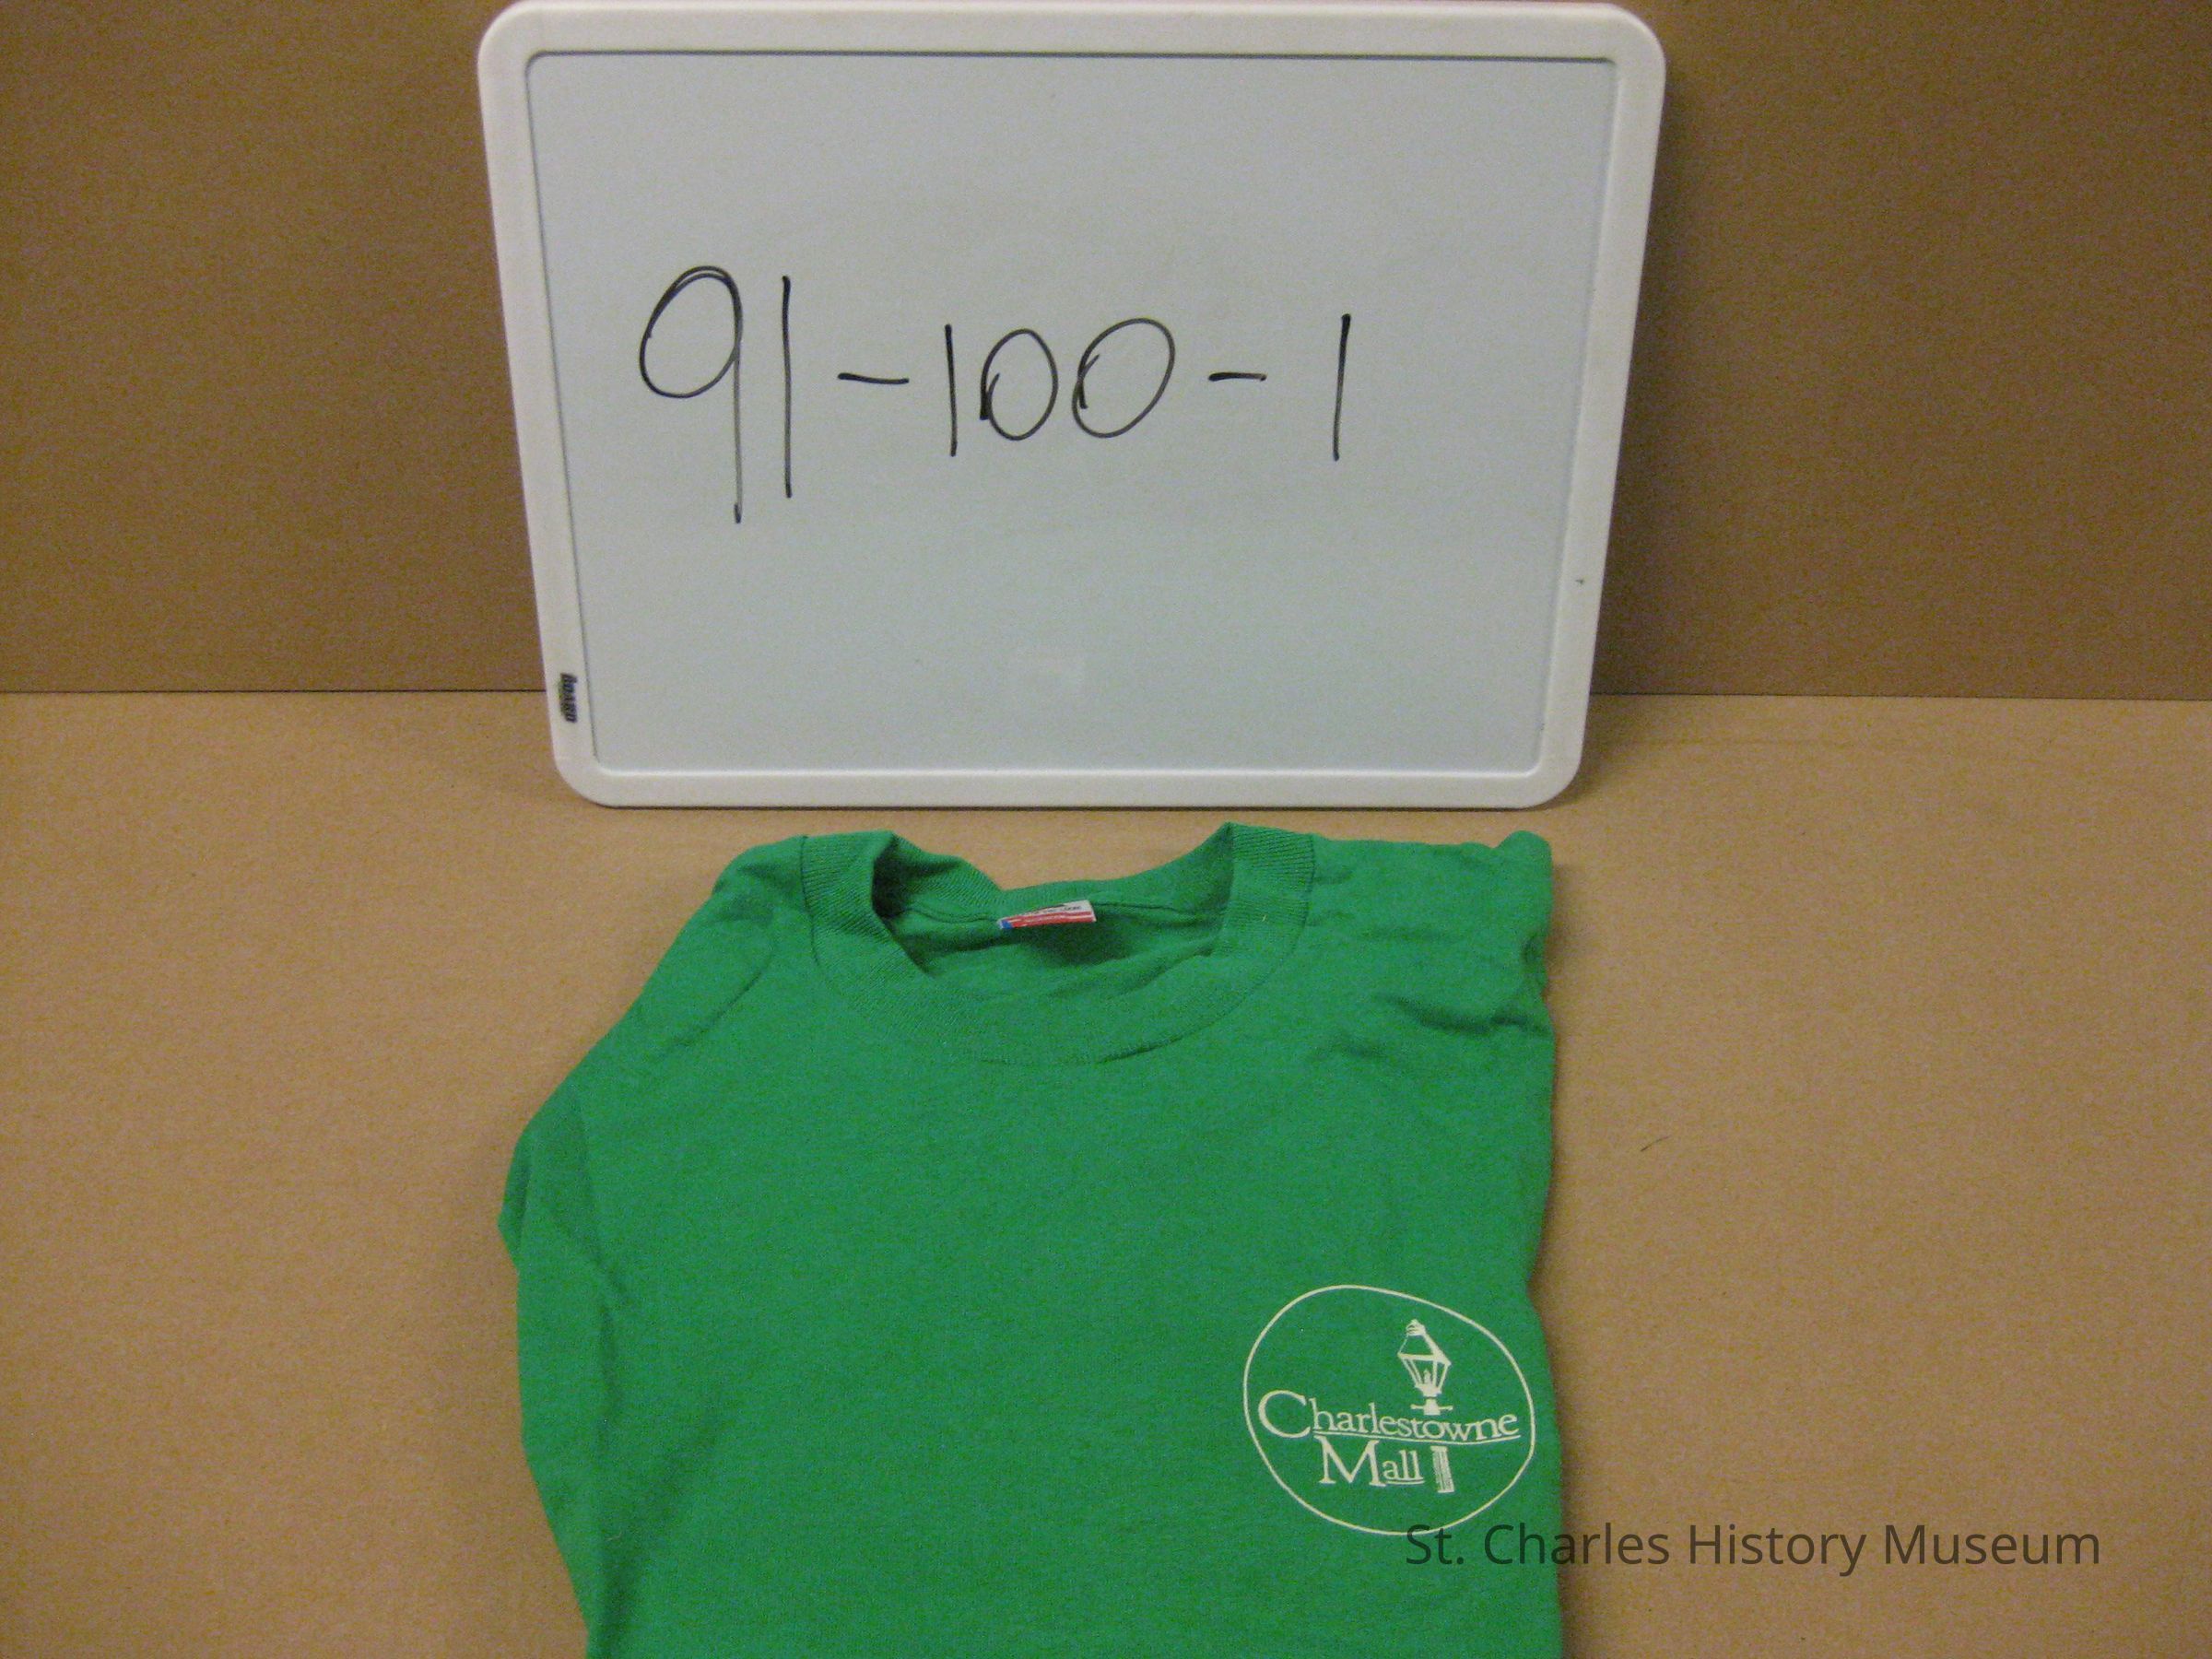 91-100-1
Charlestowne
Mall
St. Charles History Museum